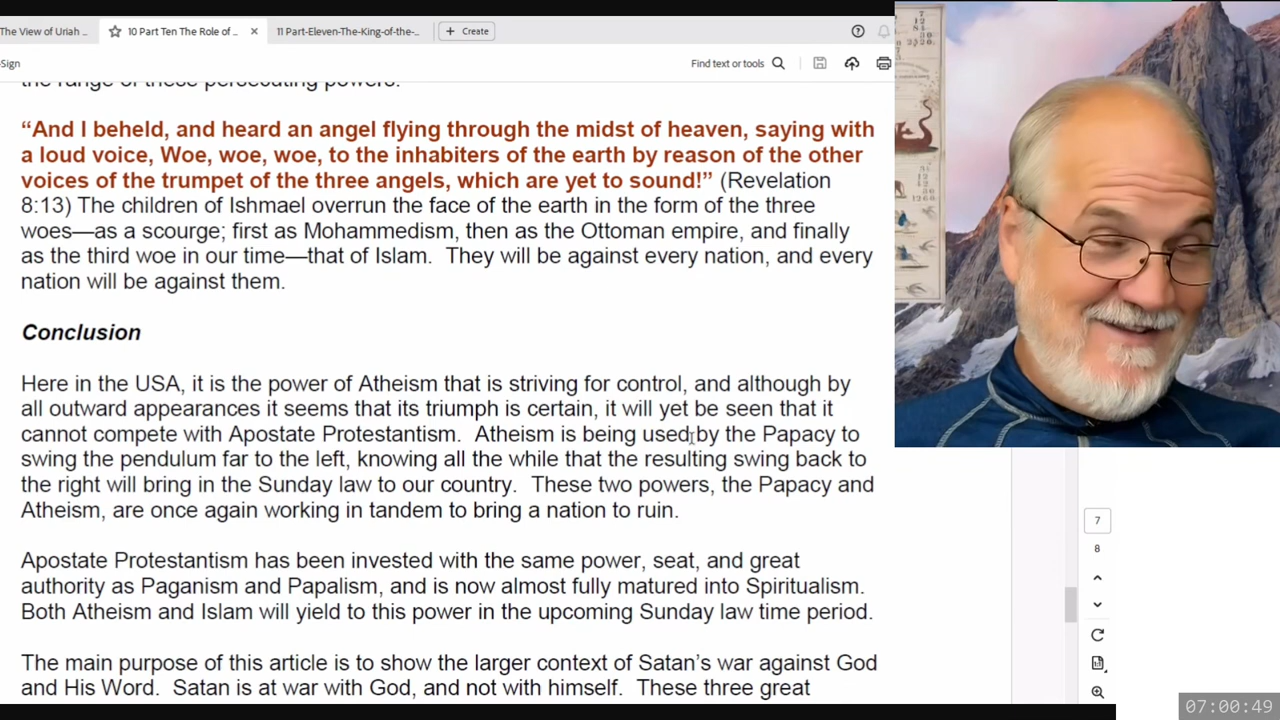 The View of Uriah ...
10 Part Ten The Role of ...
11 Part-Eleven-The-King-of-the-...
Create
Sign
Find text or tools
the range of these persecuting powers.
“And I beheld, and heard an angel flying through the midst of heaven, saying with
a loud voice, Woe, woe, woe, to the inhabiters of the earth by reason of the other
voices of the trumpet of the three angels, which are yet to sound!” (Revelation
8:13) The children of Ishmael overrun the face of the earth in the form of the three
woes—as a scourge; first as Mohammedism, then as the Ottoman empire, and finally
as the third woe in our time—that of Islam. They will be against every nation, and every
nation will be against them.
Conclusion
Here in the USA, it is the power of Atheism that is striving for control, and although by
all outward appearances it seems that its triumph is certain, it will yet be seen that it
cannot compete with Apostate Protestantism. Atheism is being used by the Papacy to
swing the pendulum far to the left, knowing all the while that the resulting swing back to
the right will bring in the Sunday law to our country. These two powers, the Papacy and
Atheism, are once again working in tandem to bring a nation to ruin.
Apostate Protestantism has been invested with the same power, seat, and great
authority as Paganism and Papalism, and is now almost fully matured into Spiritualism.
Both Atheism and Islam will yield to this power in the upcoming Sunday law time period.
The main purpose of this article is to show the larger context of Satan’s war against God
and His Word. Satan is at war with God, and not with himself. These three great
7
8
07:00:49